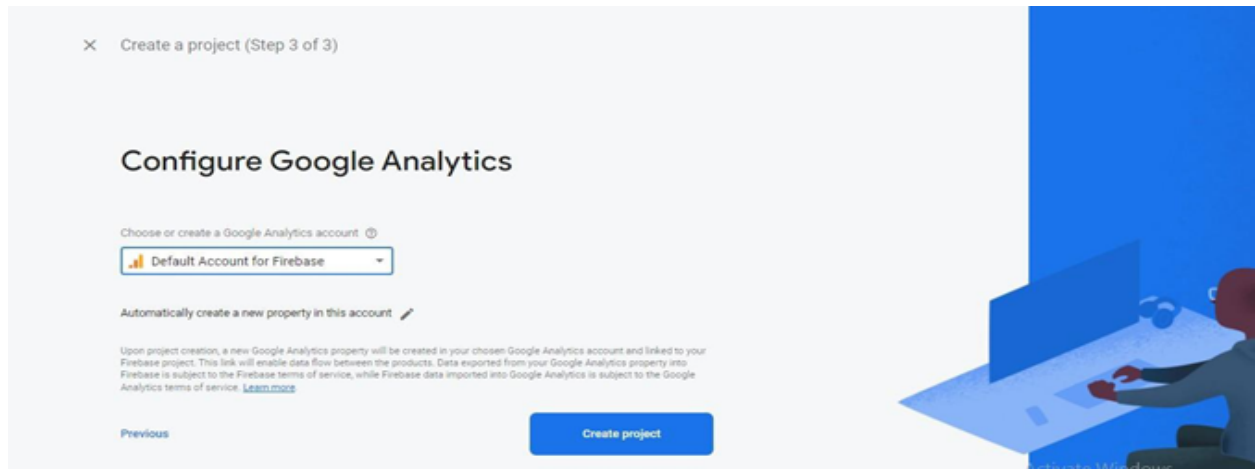 Create a project (Step 3 of 3)
Configure Google Analytics
Choose or create a Google Analytics account
Default Account for Firebase
Automatically create a new property in this account
Upon project creation, a new Google Analytics property will be created in your chosen Google Analytics account and linked to your
Firebase project. This link will enable data flow between the products. Data exported from your Google Analytics property into
Firebase is subject to the Firebase terms of service, while Firebase data imported into Google Analytics is subject to the Google
Analytics terms of service. Learn more.
Previous
Create project
Activate Windows